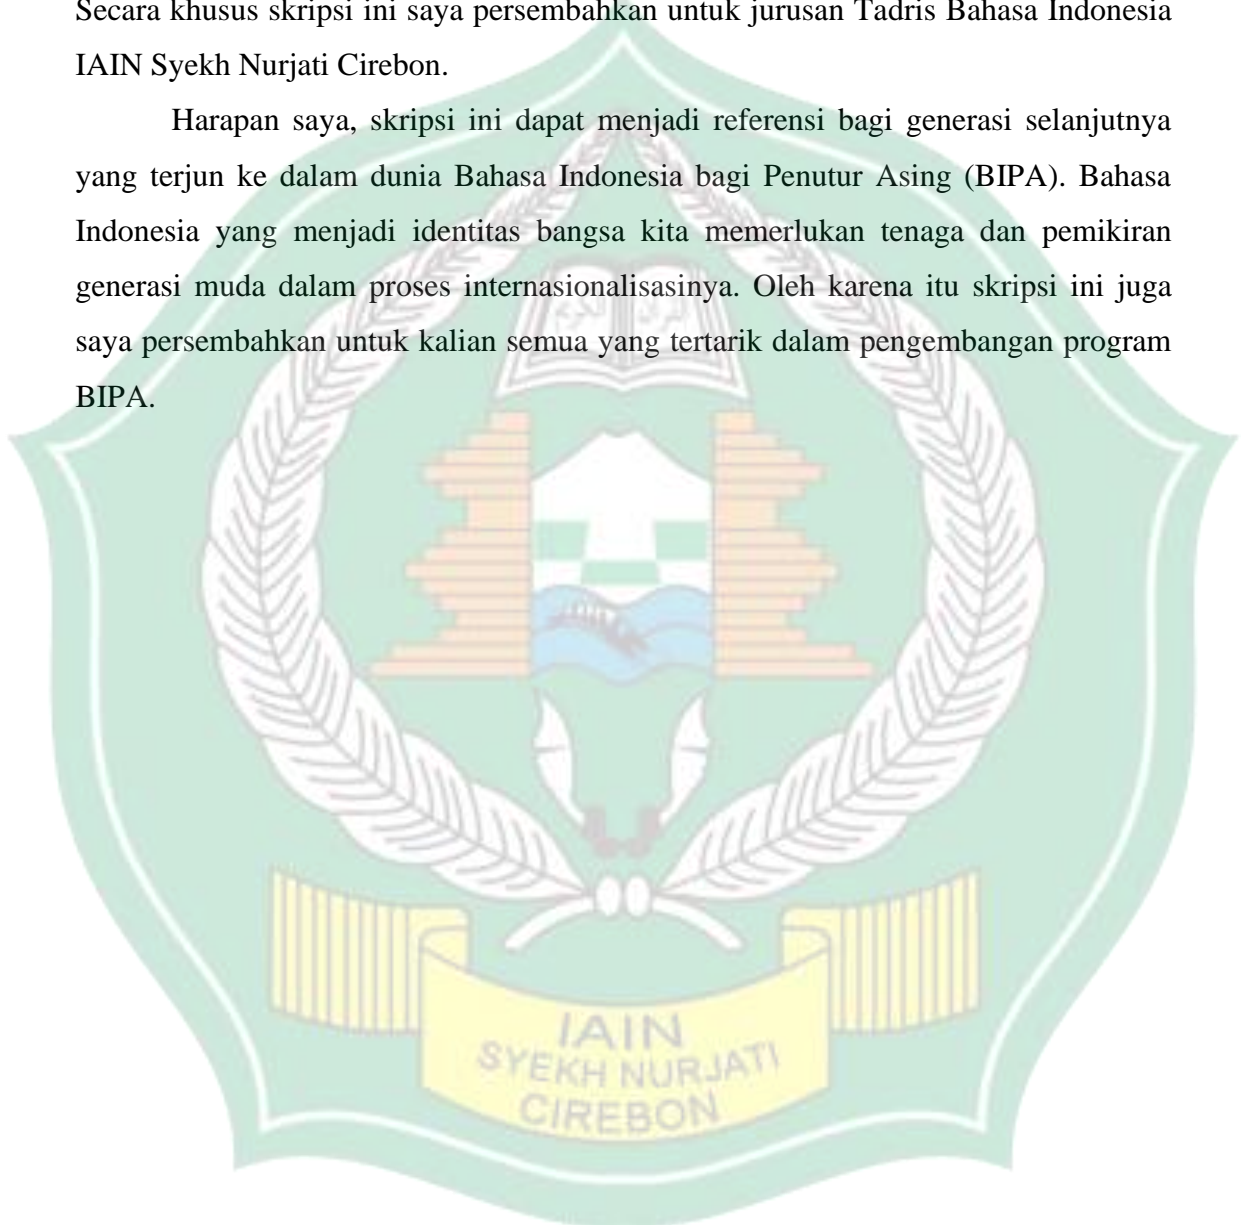 Secara khusus skripsi ini saya persembahkan untuk jurusan Tadris Bahasa Indonesia
IAIN Syekh Nurjati Cirebon.
Harapan saya, skripsi ini dapat menjadi referensi bagi generasi selanjutnya
yang terjun ke dalam dunia Bahasa Indonesia bagi Penutur Asing (BIPA). Bahasa
Indonesia yang menjadi identitas bangsa kita memerlukan tenaga dan pemikiran
generasi muda dalam proses internasionalisasinya. Oleh karena itu skripsi ini juga
saya persembahkan untuk kalian semua yang tertarik dalam pengembangan program
BIPA.
IAIN
SYEKH NURJATI
CIREBON